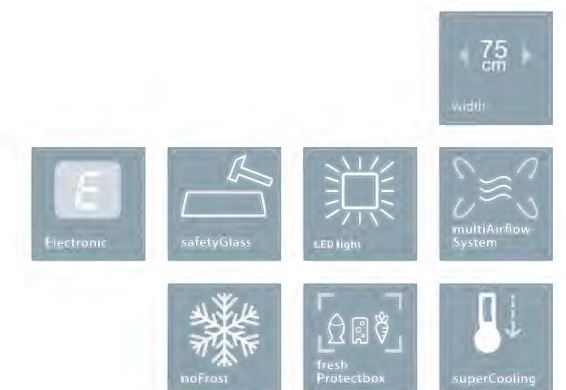 75
cm
width
E
Electronic
safetyGlass
LED light
multiAirflow
System
noFrost
fresh
Protectbox
superCooling